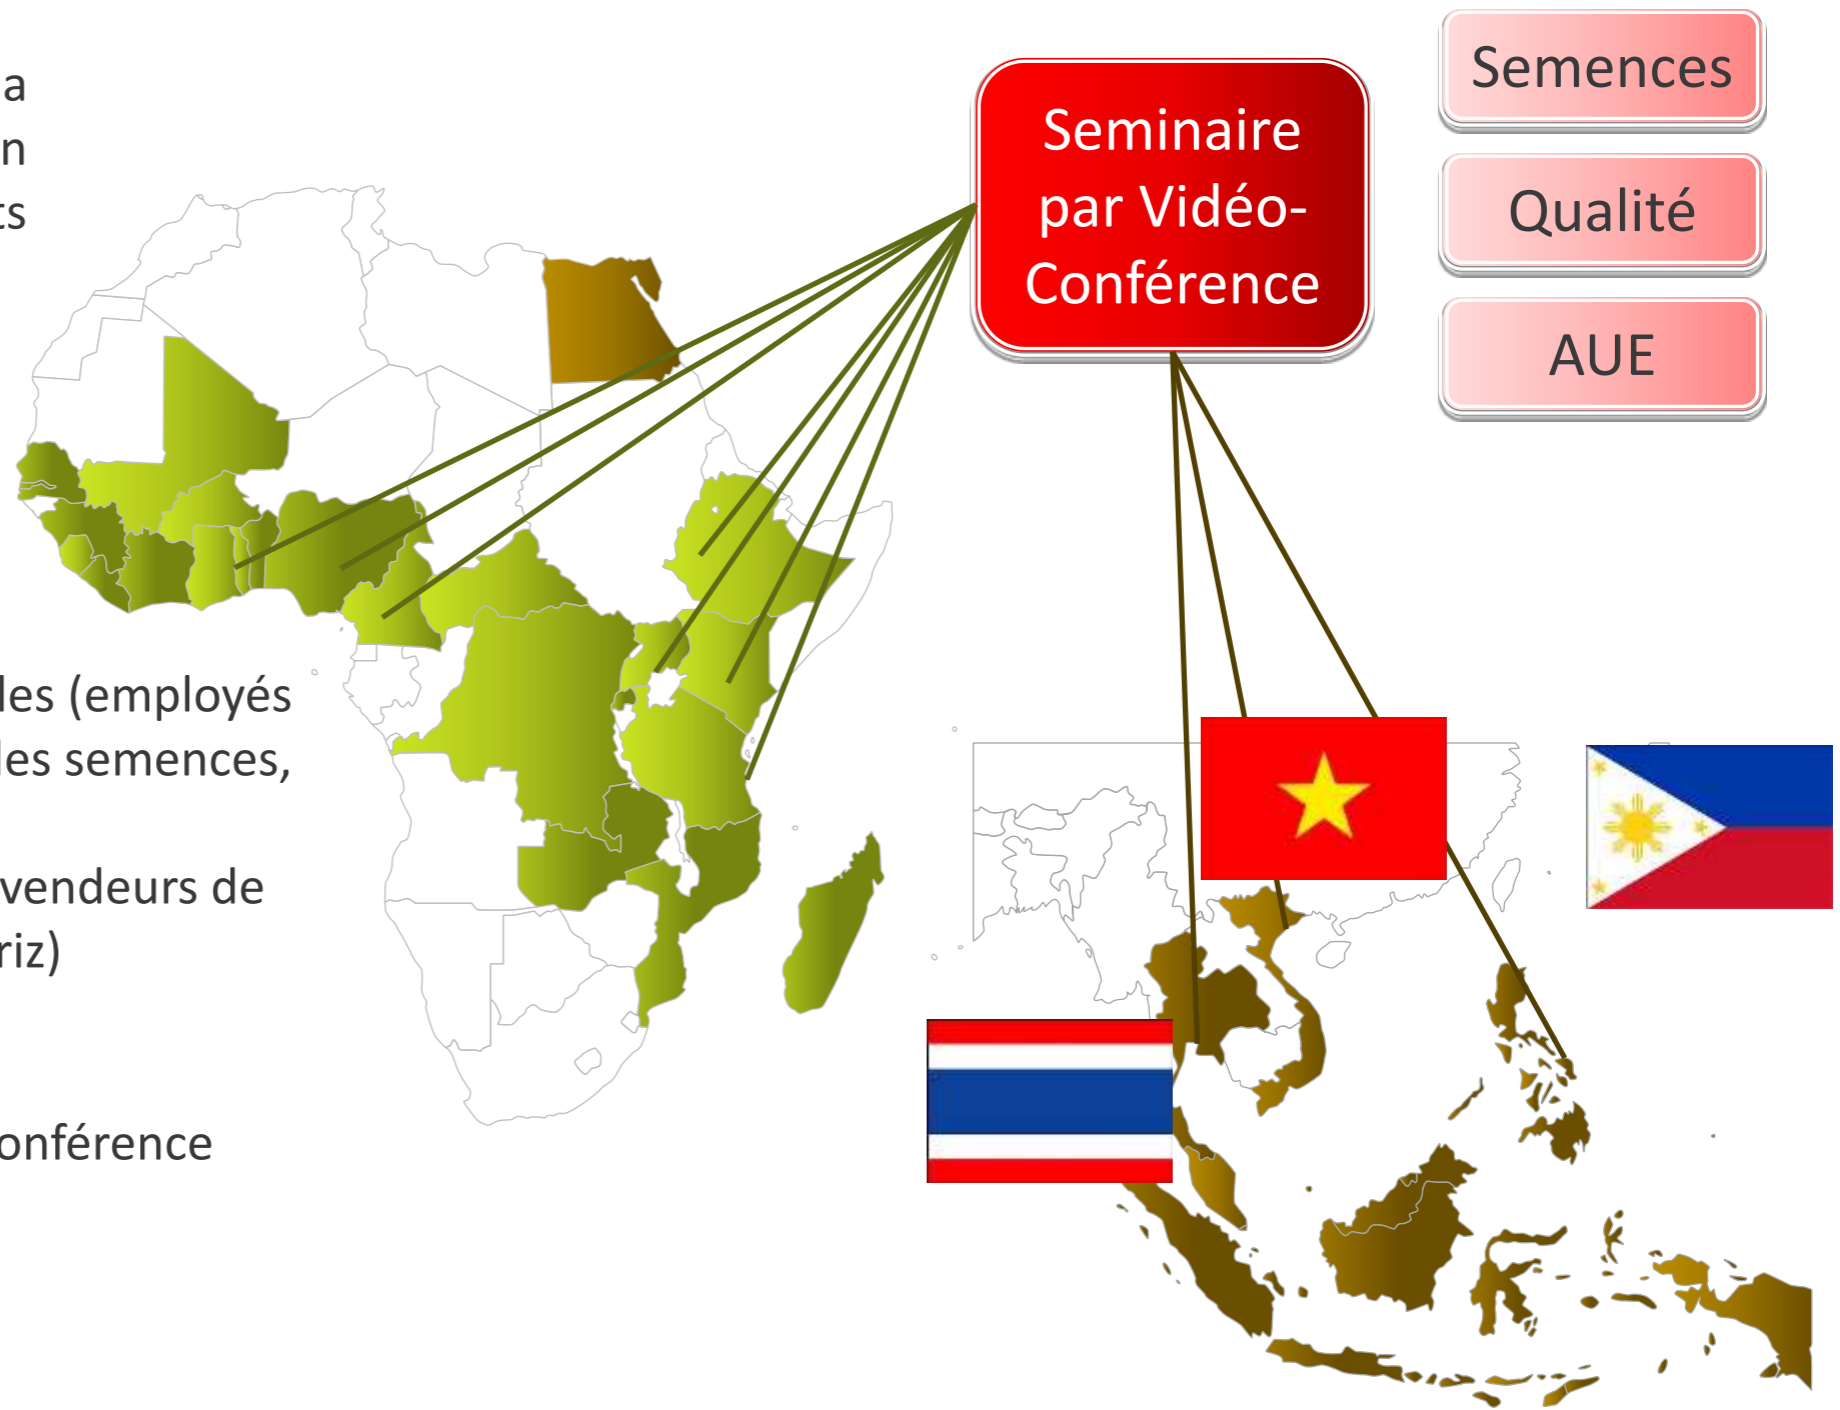 a
n
ts
Seminaire
par Vidéo-
Conférence
Semences
Qualité
AUE
les (employés
les semences,
vendeurs de
riz)
onférence